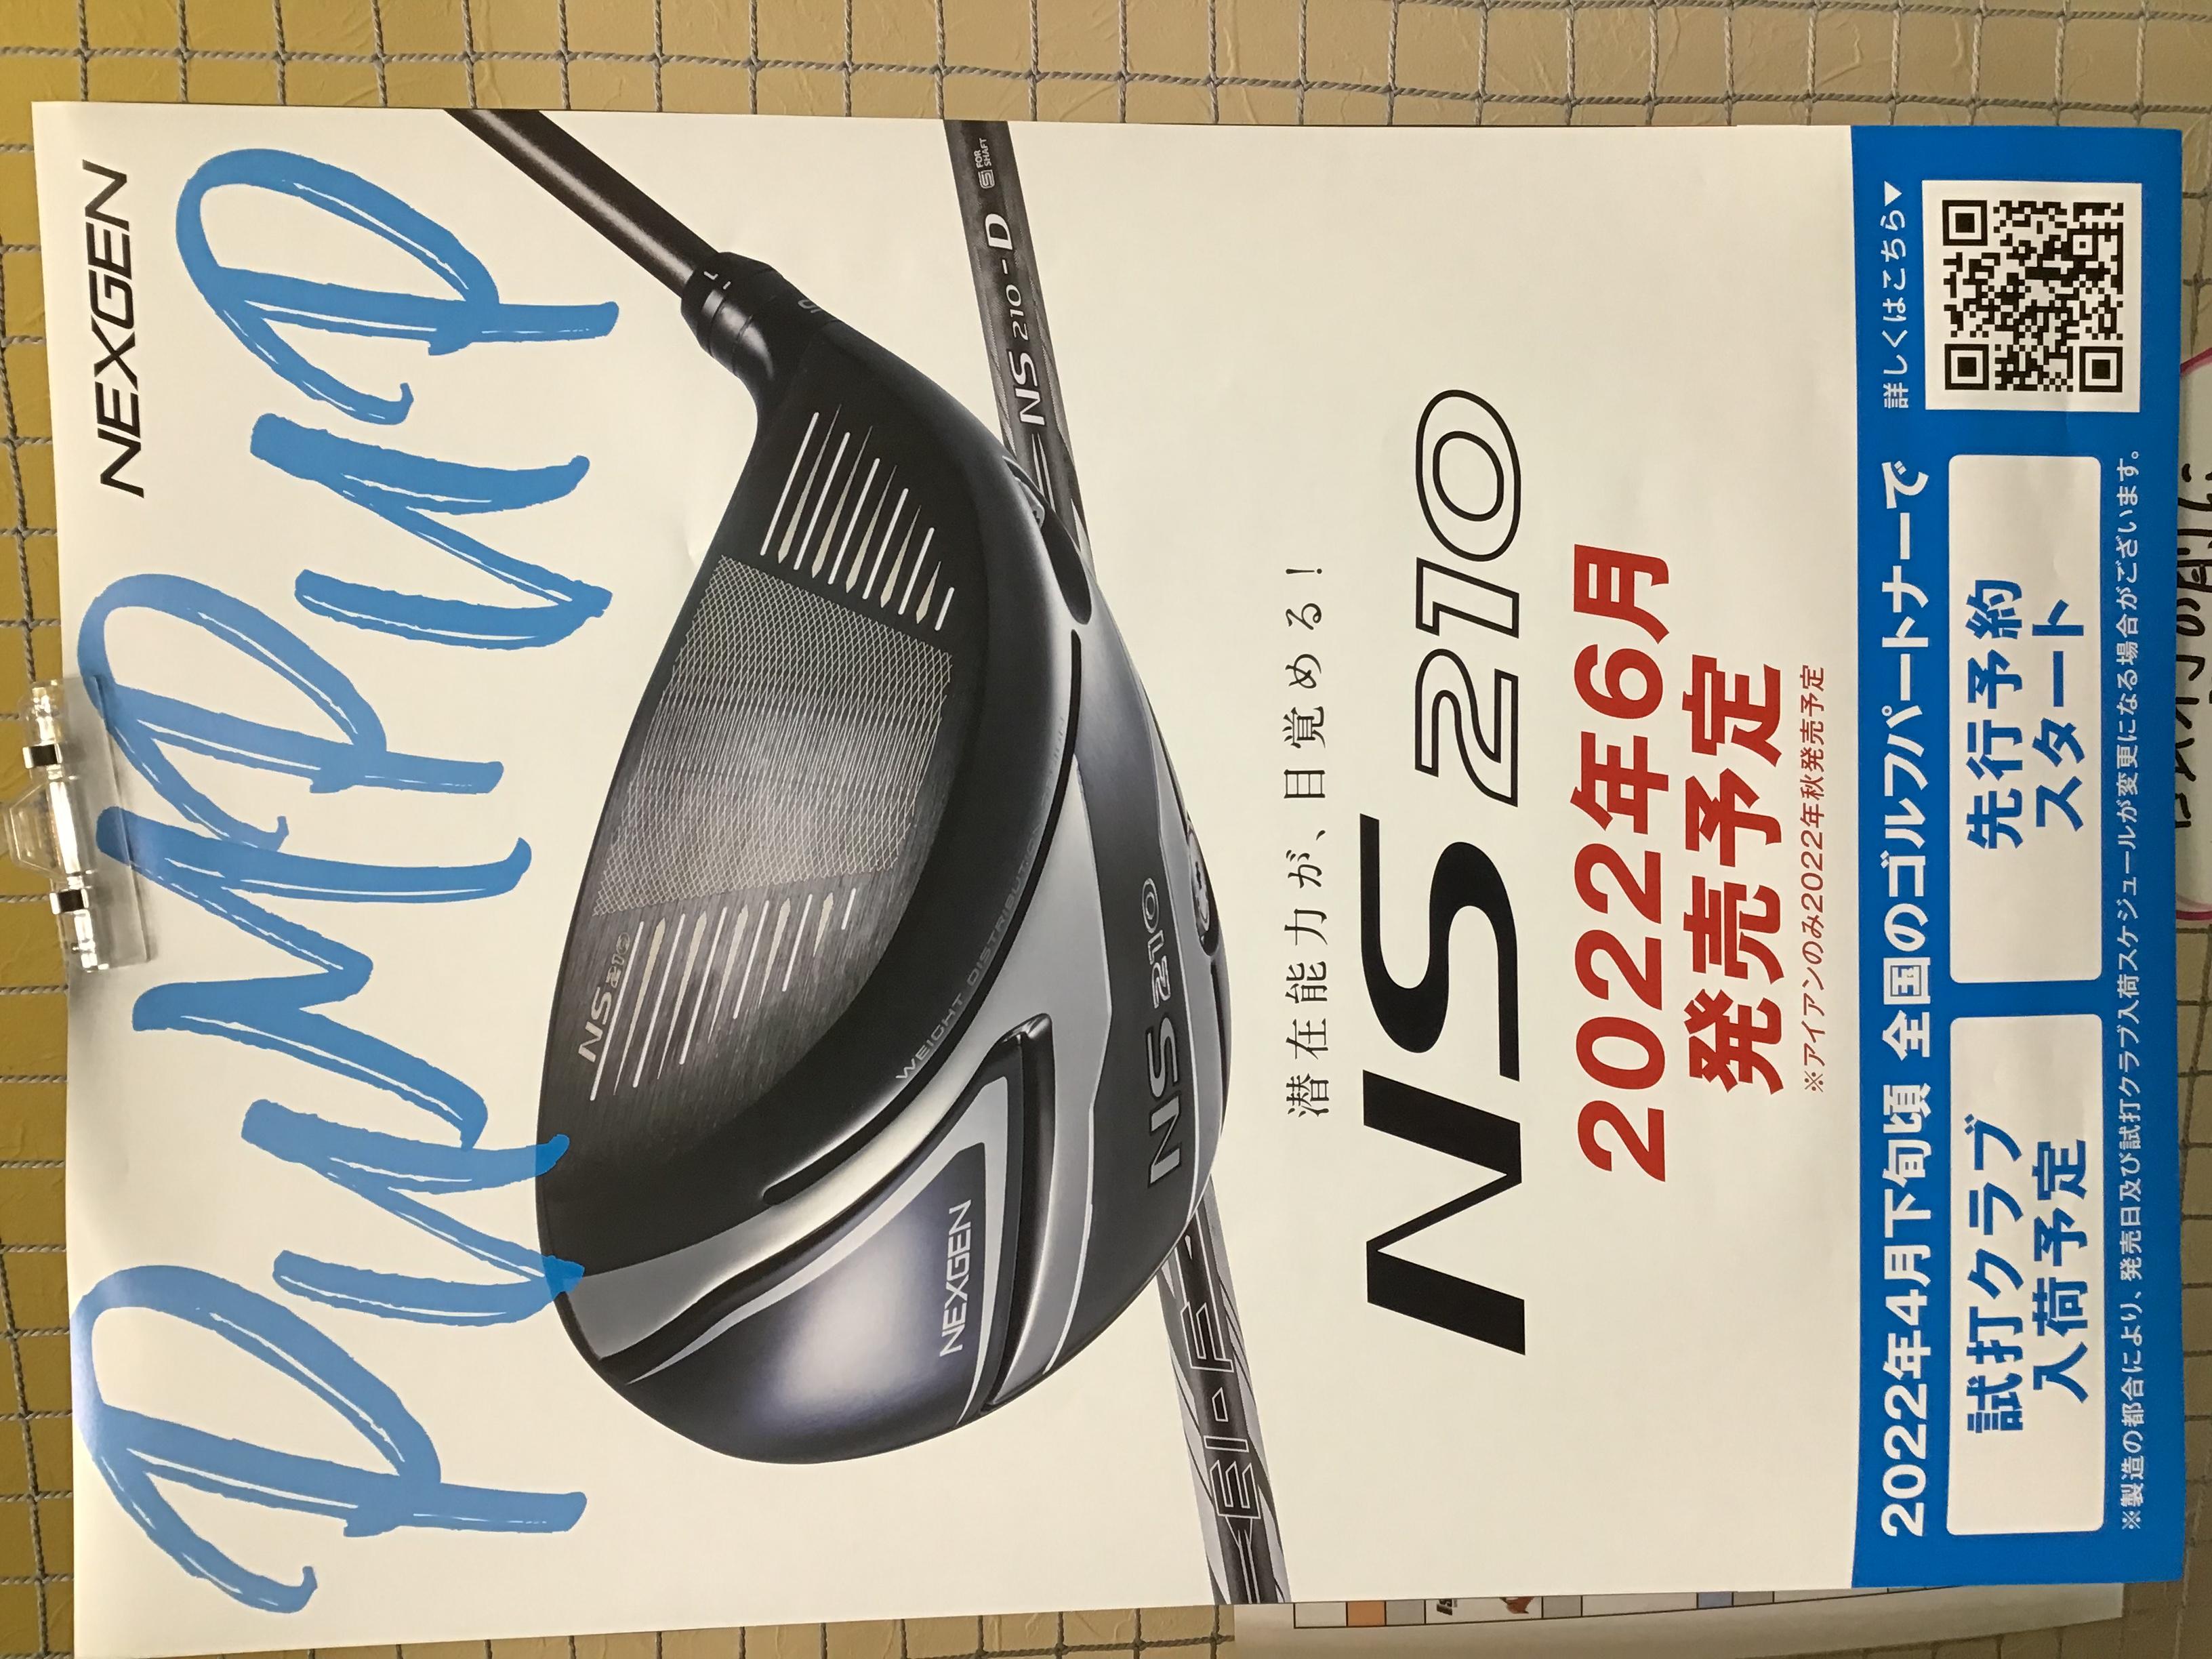 NEXGEN
PUMP UP
FOR SHAFT
NS210-D
NS210
WEIGHT DISTRIBUTION
NEXGEN
NS210
EI-F
潜在能力が、目覚める！
NS210
2022年6月
発売予定
※アイアンのみ2022年秋発売予定
2022年4月下旬頃 全国のゴルフパートナーで
試打クラブ
入荷予定
先行予約
スタート
詳しくはこちら▼
※製造の都合により、発売日及び試打クラブ入荷スケジュールが変更になる場合がございます。